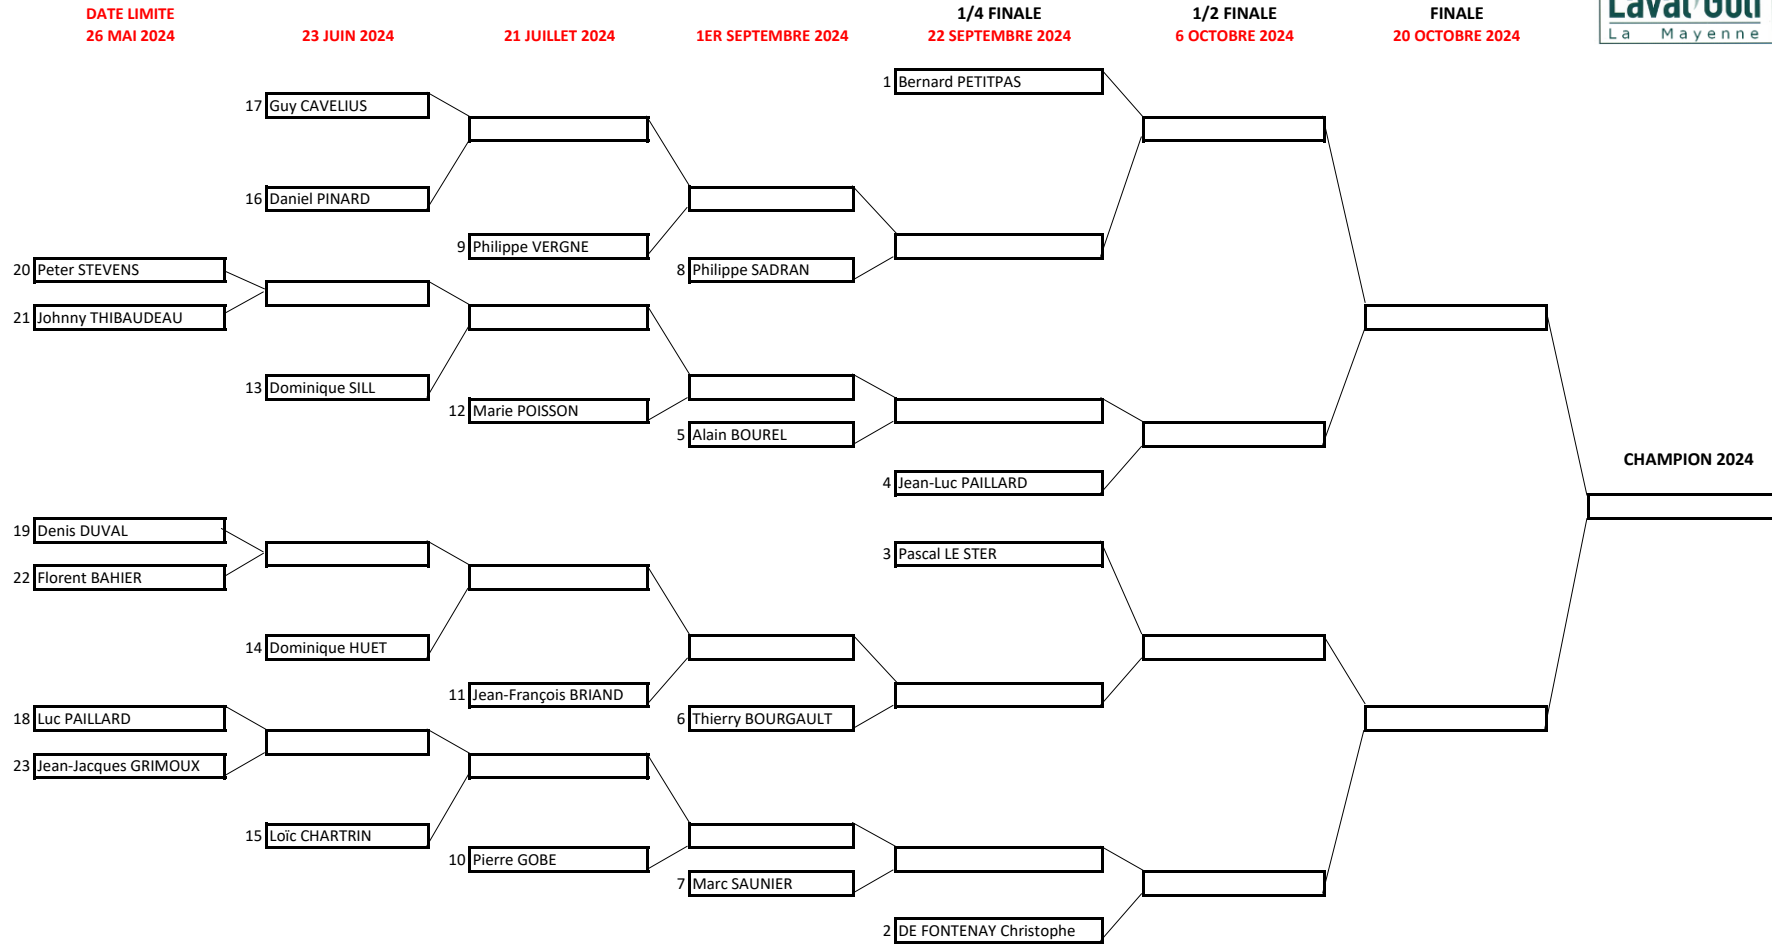 DATE LIMITE
26 MAI 2024
23 JUIN 2024
21 JUILLET 2024
1ER SEPTEMBRE 2024
1/4 FINALE
22 SEPTEMBRE 2024
1/2 FINALE
6 OCTOBRE 2024
FINALE
20 OCTOBRE 2024
Laval Golf
La Mayenne
1 Bernard PETITPAS
17 Guy CAVELIUS
16 Daniel PINARD
9 Philippe VERGNE
20 Peter STEVENS
8 Philippe SADRAN
21 Johnny THIBAUDEAU
13 Dominique SILL
12 Marie POISSON
5 Alain BOUREL
CHAMPION 2024
4 Jean-Luc PAILLARD
19 Denis DUVAL
3 Pascal LE STER
22 Florent BAHIER
14 Dominique HUET
11 Jean-François BRIAND
18 Luc PAILLARD
6 Thierry BOURGAULT
23 Jean-Jacques GRIMOUX
15 Loïc CHARTRIN
10 Pierre GOBE
7 Marc SAUNIER
2 DE FONTENAY Christophe